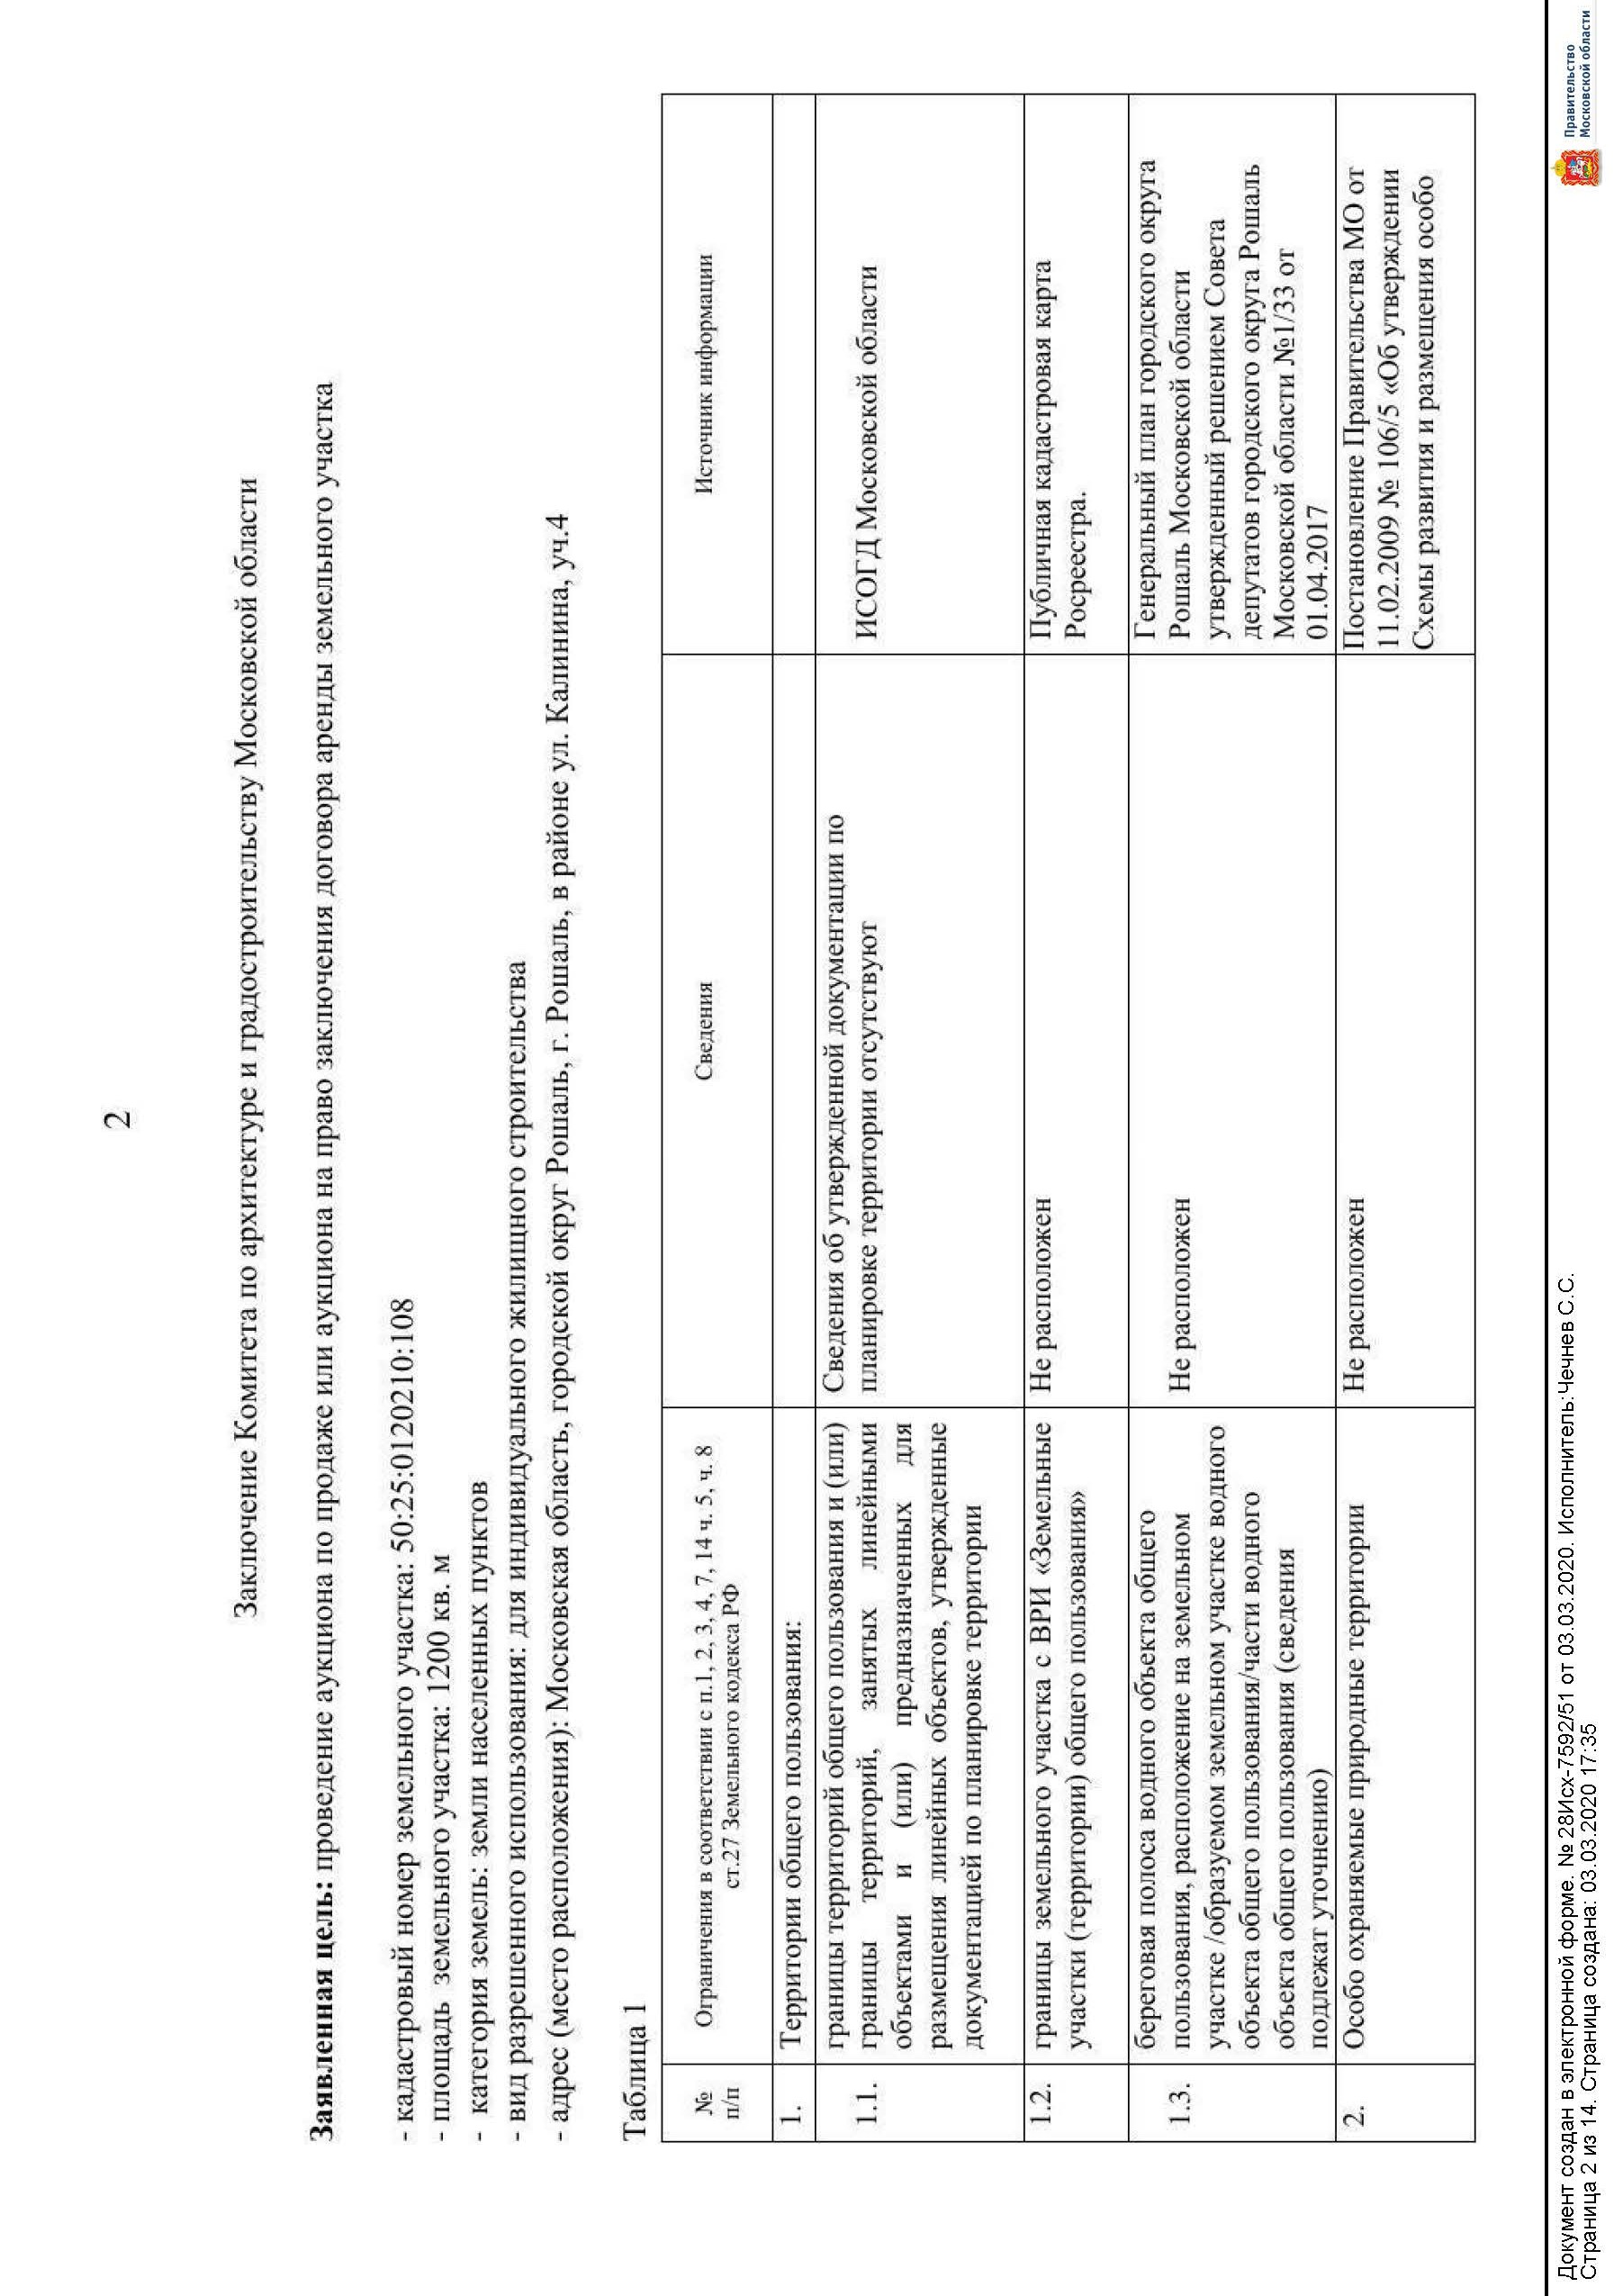 2
Заключение Комитета по архитектуре и градостроительству Московской области
Заявленная цель: проведение аукциона по продаже или аукциона на право заключения договора аренды земельного участка
- кадастровый номер земельного участка: 50:25:0120210:108
- площадь земельного участка: 1200 кв. м
- категория земель: земли населенных пунктов
- вид разрешенного использования: для индивидуального жилищного строительства
- адрес (место расположения): Московская область, городской округ Рошаль, г. Рошаль, в районе ул. Калинина, уч.4
Таблица 1
№
п/п
Ограничения в соответствии с п.1, 2, 3, 4, 7, 14 ч. 5, ч. 8
ст.27 Земельного кодекса РФ
Сведения
Источник информации
1.
Территории общего пользования:
1.1.
границы территорий общего пользования и (или)
границы территорий, занятых линейными
объектами и (или) предназначенных для
размещения линейных объектов, утвержденные
документацией по планировке территории
Сведения об утвержденной документации по
планировке территории отсутствуют
ИСОГД Московской области
1.2.
границы земельного участка с ВРИ «Земельные
участки (территории) общего пользования»
Не расположен
Публичная кадастровая карта
Росреестра.
1.3.
береговая полоса водного объекта общего
пользования, расположение на земельном
участке /образуемом земельном участке водного
объекта общего пользования/части водного
объекта общего пользования (сведения
подлежат уточнению)
Не расположен
Генеральный план городского округа
Рошаль Московской области
утвержденный решением Совета
депутатов городского округа Рошаль
Московской области №1/33 от
01.04.2017
2.
Особо охраняемые природные территории
Не расположен
Постановление Правительства МО от
11.02.2009 № 106/5 «Об утверждении
Схемы развития и размещения особо
Документ создан в электронной форме. № 28Исх-7592/51 от 03.03.2020. Исполнитель:Чечнев С.С.
Страница 2 из 14. Страница создана: 03.03.2020 17:35
Правительство
Московской области